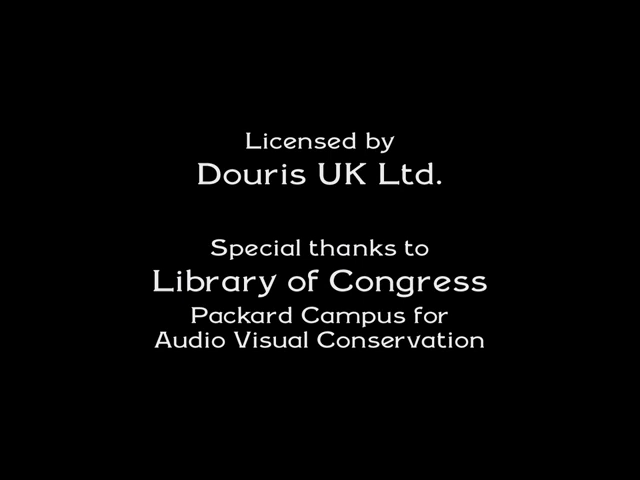 Licensed by
Douris UK Ltd.
Special thanks to
Library of Congress
Packard Campus for
Audio Visual Conservation